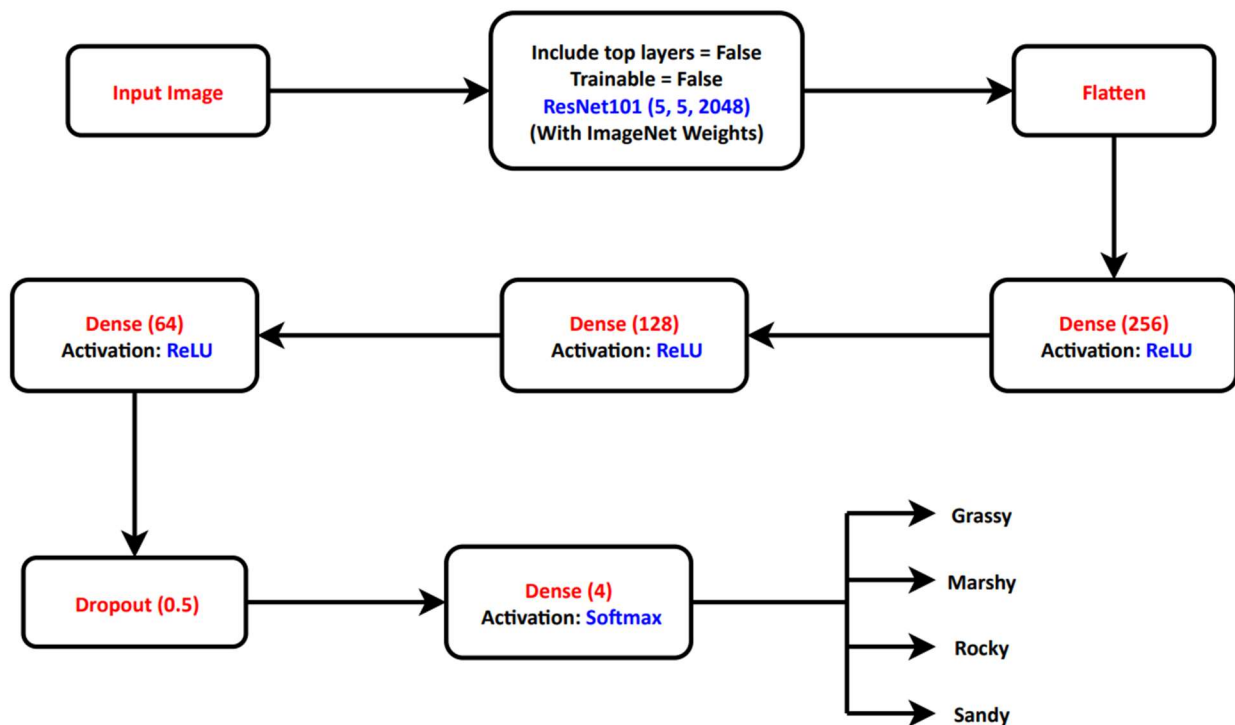 Input Image
Include top layers = False
Trainable = False
ResNet101 (5, 5, 2048)
(With ImageNet Weights)
Flatten
Dense (256)
Activation: ReLU
Dense (128)
Activation: ReLU
Dense (64)
Activation: ReLU
Dropout (0.5)
Dense (4)
Activation: Softmax
Grassy
Marshy
Rocky
Sandy